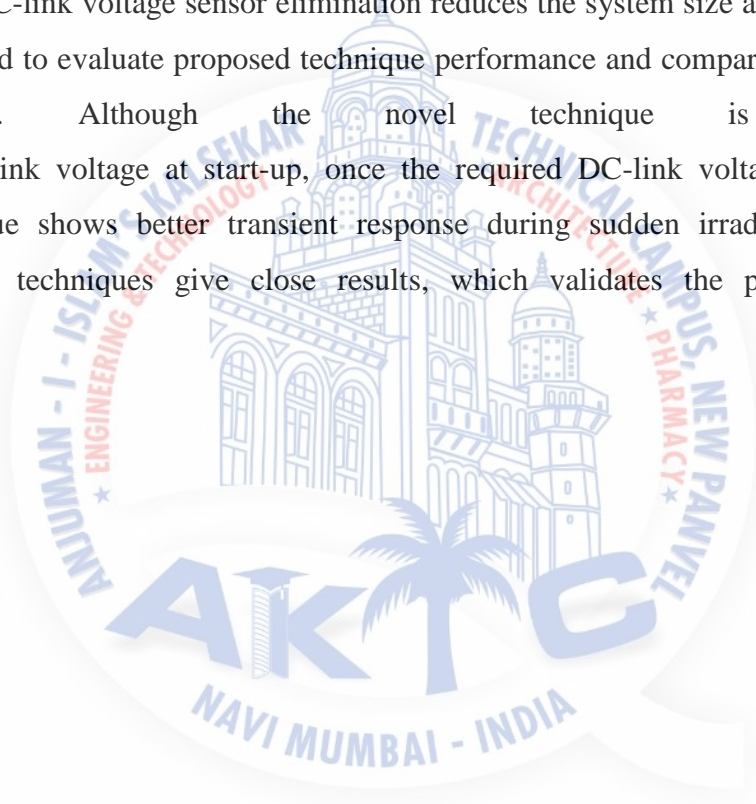 C-link voltage sensor elimination reduces the system size a
d to evaluate proposed technique performance and compar
. Although the novel technique is
link voltage at start-up, once the required DC-link volta
ue shows better transient response during sudden irrad
techniques give close results, which validates the p
ANJUMAN - I - ISLAM'S KALSEKAR TECHNICAL CAMPUS, NEW PANVEL
★ ENGINEERING & TECHNOLOGY ★ ARCHITECTURE ★ PHARMACY ★
AKTC
NAVI MUMBAI - INDIA